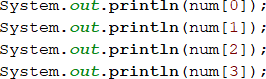 System.out.println(num[0]);
System.out.println(num[1]);
System.out.println(num[2]);
System.out.println(num[3]);